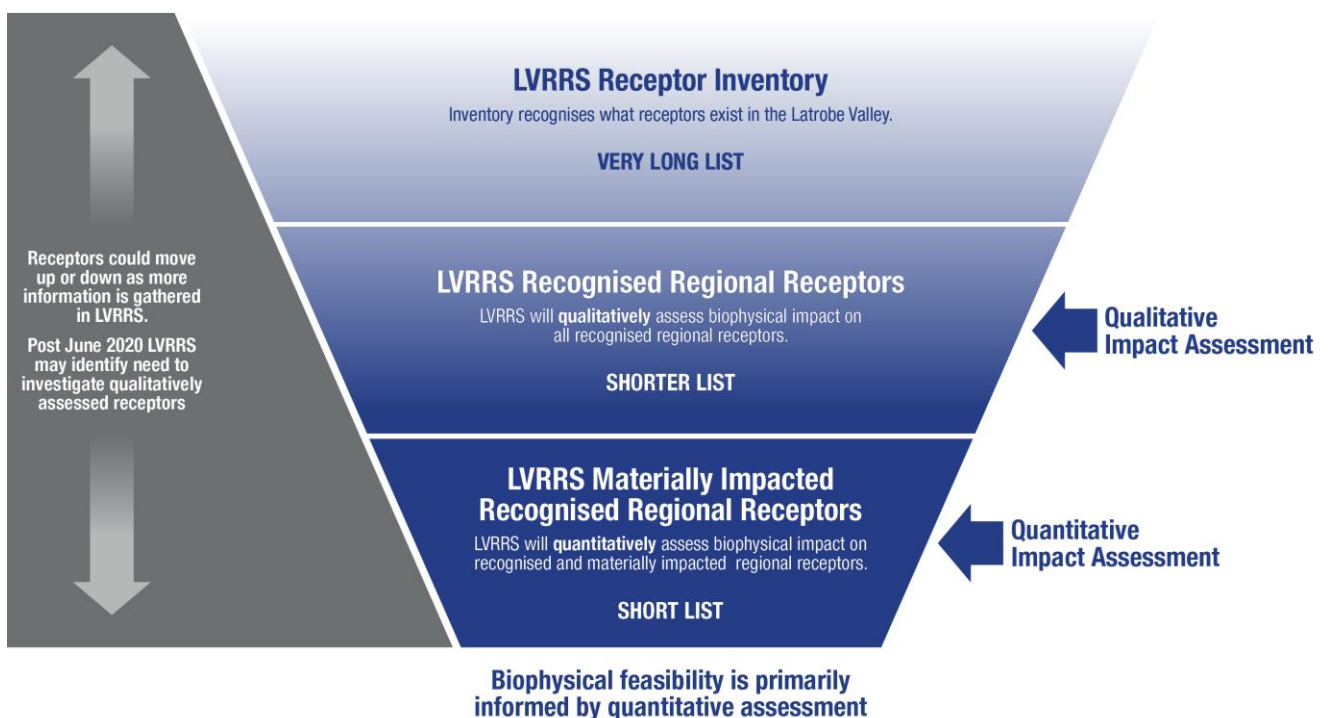 LVRRS Receptor Inventory
Inventory recognises what receptors exist in the Latrobe Valley.
VERY LONG LIST
Receptors could move
up or down as more
information is gathered
in LVRRS.
Post June 2020 LVRRS
may identify need to
investigate qualitatively
assessed receptors
LVRRS Recognised Regional Receptors
LVRRS will qualitatively assess biophysical impact on
all recognised regional receptors.
SHORTER LIST
Qualitative
Impact Assessment
LVRRS Materially Impacted
Recognised Regional Receptors
LVRRS will quantitatively assess biophysical impact on
recognised and materially impacted regional receptors.
SHORT LIST
Quantitative
Impact Assessment
Biophysical feasibility is primarily
informed by quantitative assessment